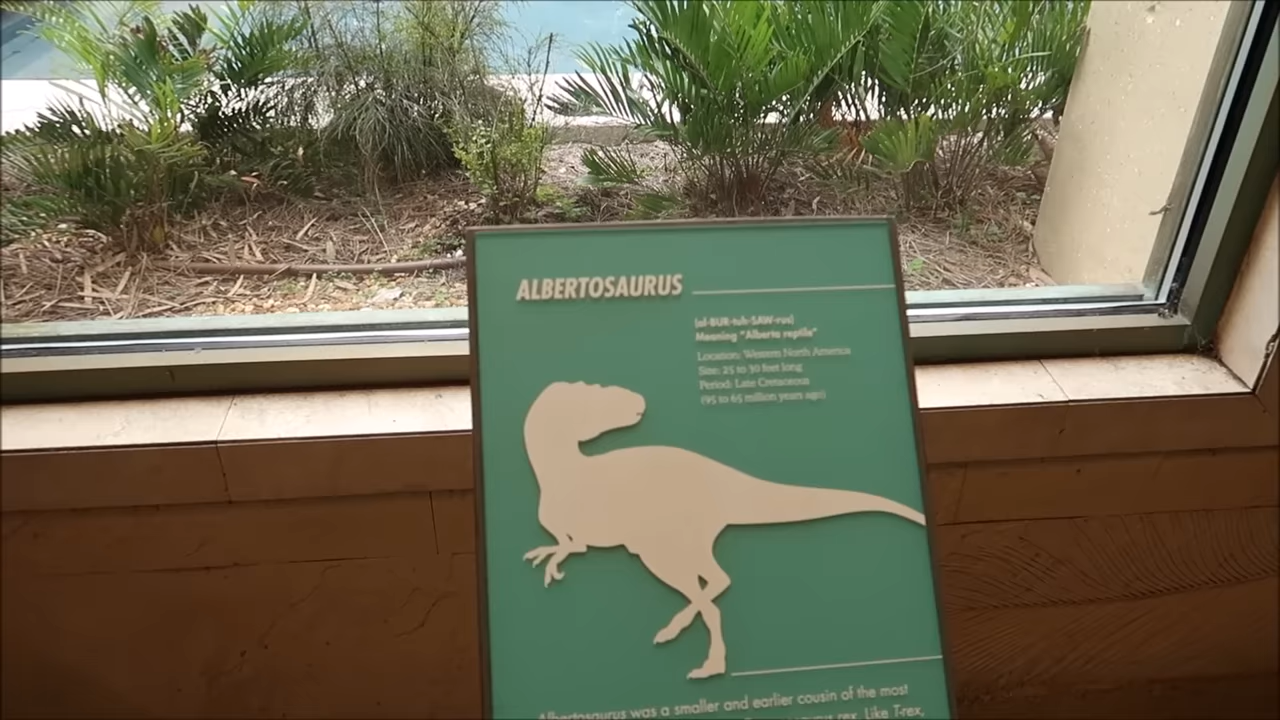 ALBERTOSAURUS
(al-BUR-tuh-SAW-rus)
Meaning "Alberta reptile"
Location: Western North America
Size: 25 to 30 feet long
Period: Late Cretaceous
(95 to 65 million years ago)
Albertosaurus was a smaller and earlier cousin of the most
rex. Like T-rex,